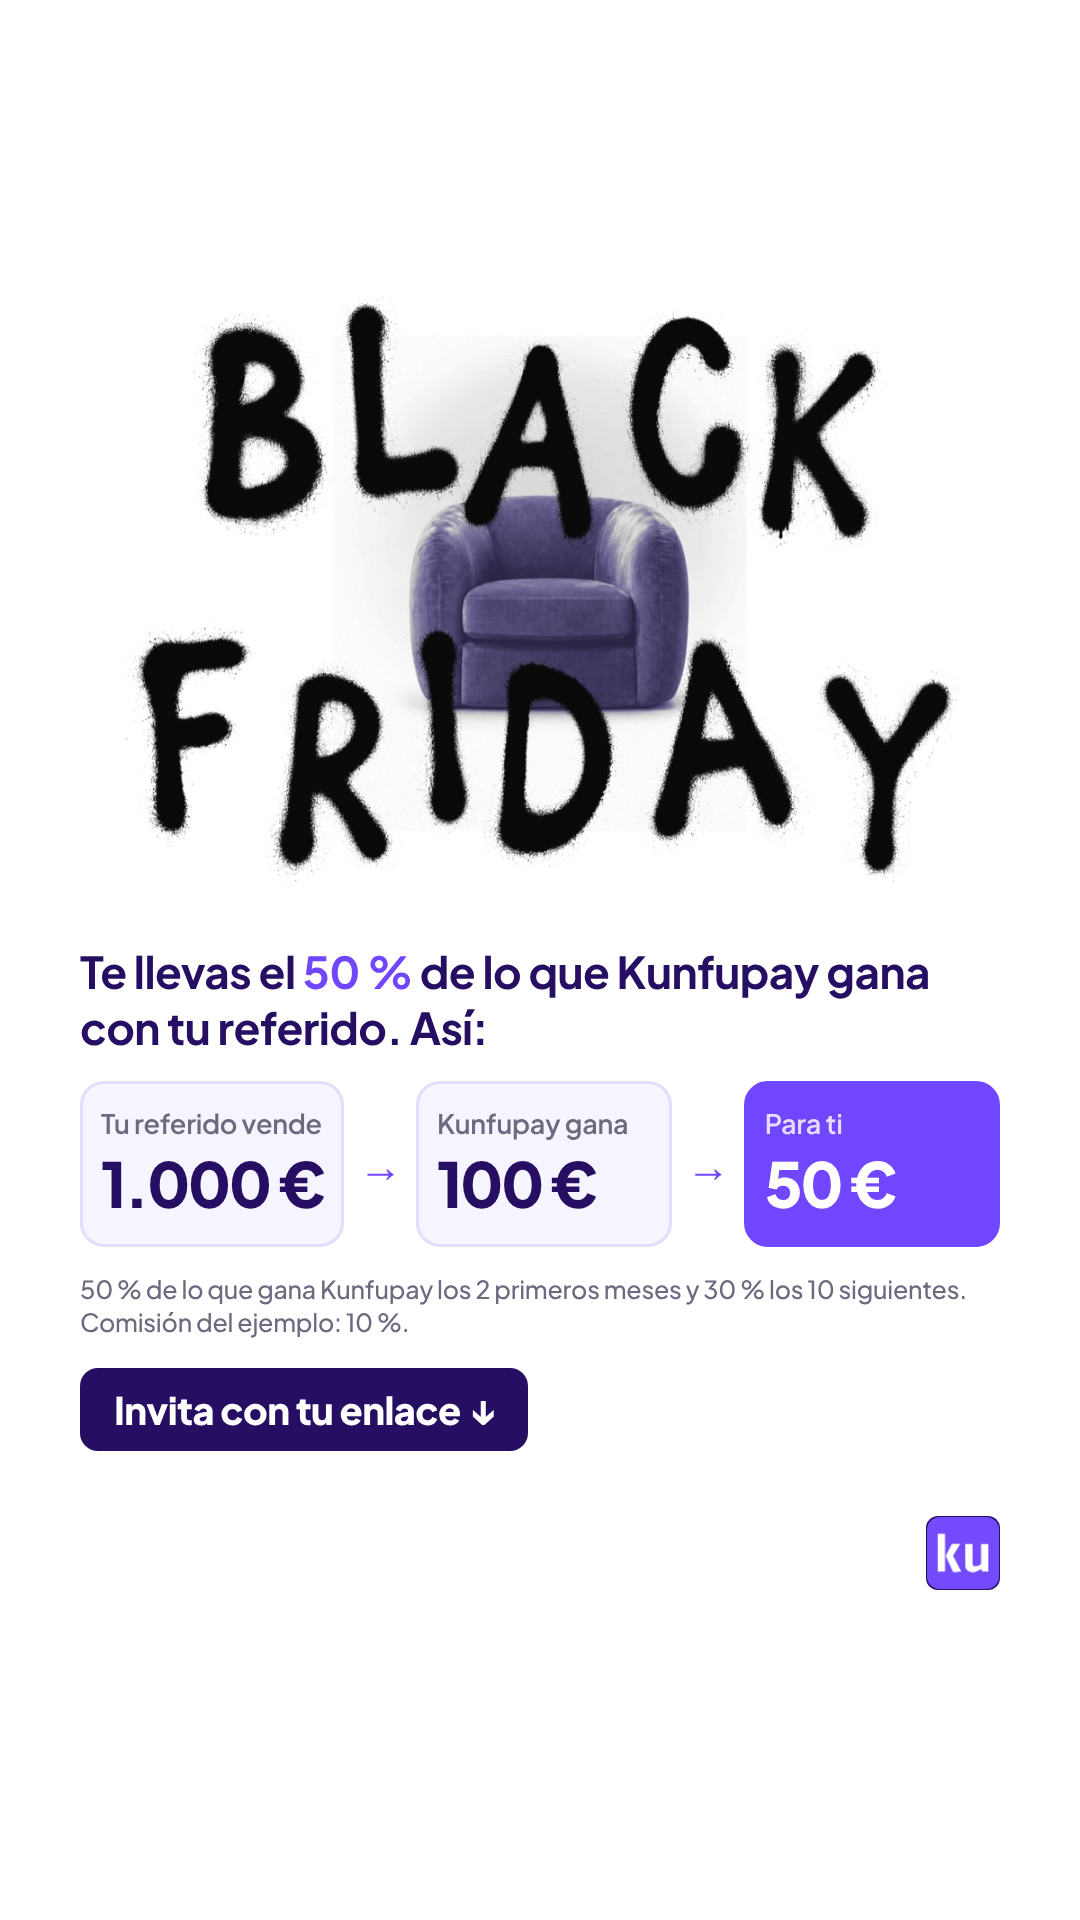 BLACK
FRIDAY
Te llevas el 50 % de lo que Kunfupay gana
con tu referido. Así:
Tu referido vende
1.000 €
→
Kunfupay gana
100 €
→
Para ti
50 €
50 % de lo que gana Kunfupay los 2 primeros meses y 30 % los 10 siguientes.
Comisión del ejemplo: 10 %.
Invita con tu enlace ↓
ku